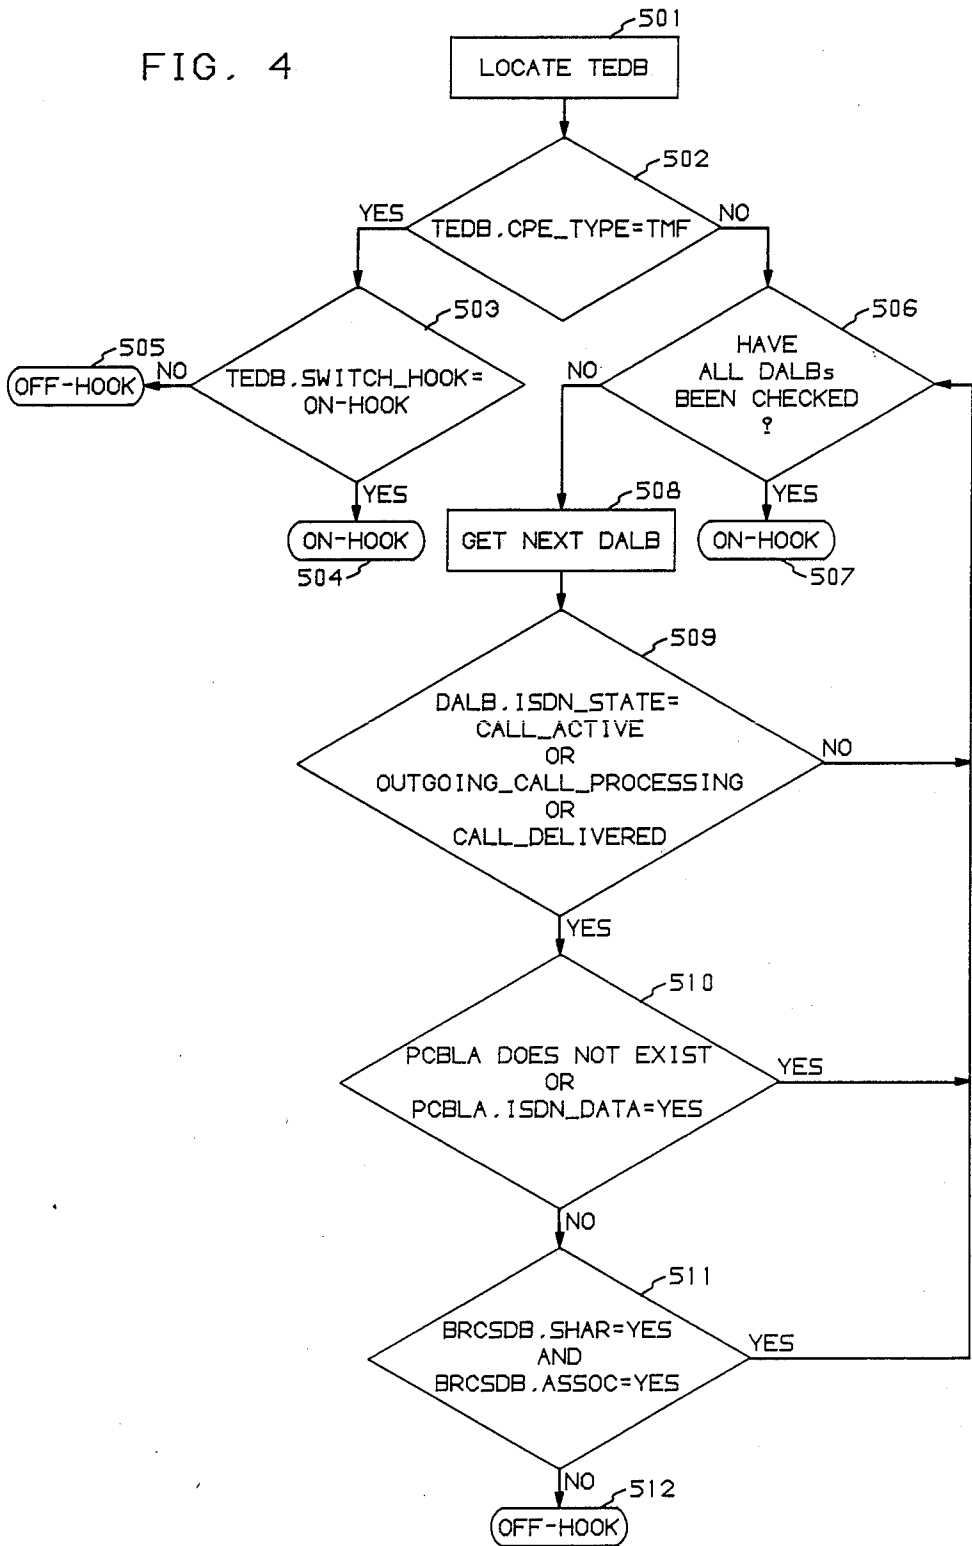 FIG. 4
501
LOCATE TEDB
502
TEDB.CPE_TYPE=TMF
YES
NO
503
TEDB.SWITCH_HOOK=
ON-HOOK
NO
505
OFF-HOOK
YES
ON-HOOK
504
506
HAVE
ALL DALBs
BEEN CHECKED
?
NO
YES
ON-HOOK
507
508
GET NEXT DALB
509
DALB.ISDN_STATE=
CALL_ACTIVE
OR
OUTGOING_CALL_PROCESSING
OR
CALL_DELIVERED
NO
YES
510
PCBLA DOES NOT EXIST
OR
PCBLA.ISDN_DATA=YES
YES
NO
511
BRCSDB.SHAR=YES
AND
BRCSDB.ASSOC=YES
YES
NO
512
OFF-HOOK